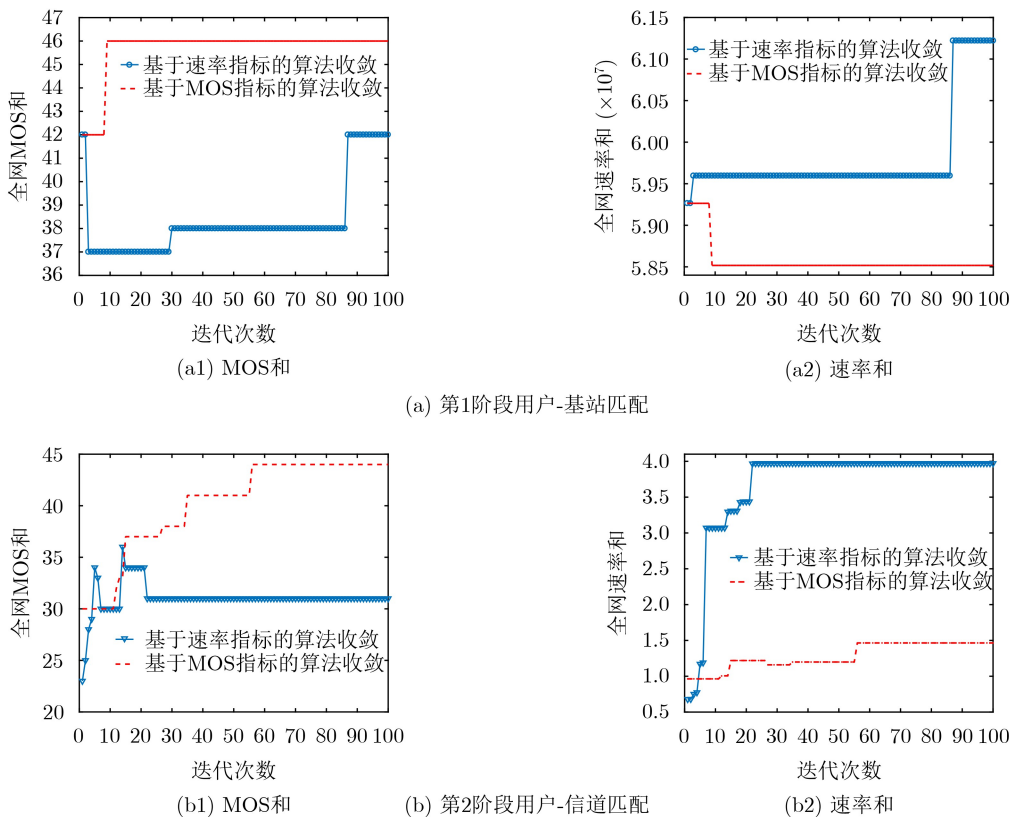 47
46
46
45
44
43
42
41
40
39
38
37
36
全网MOS和
基于速率指标的算法收敛
基于MOS指标的算法收敛
0 10 20 30 40 50 60 70 80 90 100
迭代次数
(a1) MOS和
6.15
6.10
6.05
6.00
5.95
5.90
5.85
全网速率和 (×10⁷)
基于速率指标的算法收敛
基于MOS指标的算法收敛
0 10 20 30 40 50 60 70 80 90 100
迭代次数
(a2) 速率和
(a) 第1阶段用户-基站匹配
45
40
35
30
25
20
全网MOS和
基于速率指标的算法收敛
基于MOS指标的算法收敛
0 10 20 30 40 50 60 70 80 90 100
迭代次数
(b1) MOS和
4.0
3.5
3.0
2.5
2.0
1.5
1.0
0.5
全网速率和
基于速率指标的算法收敛
基于MOS指标的算法收敛
0 10 20 30 40 50 60 70 80 90 100
迭代次数
(b2) 速率和
(b) 第2阶段用户-信道匹配